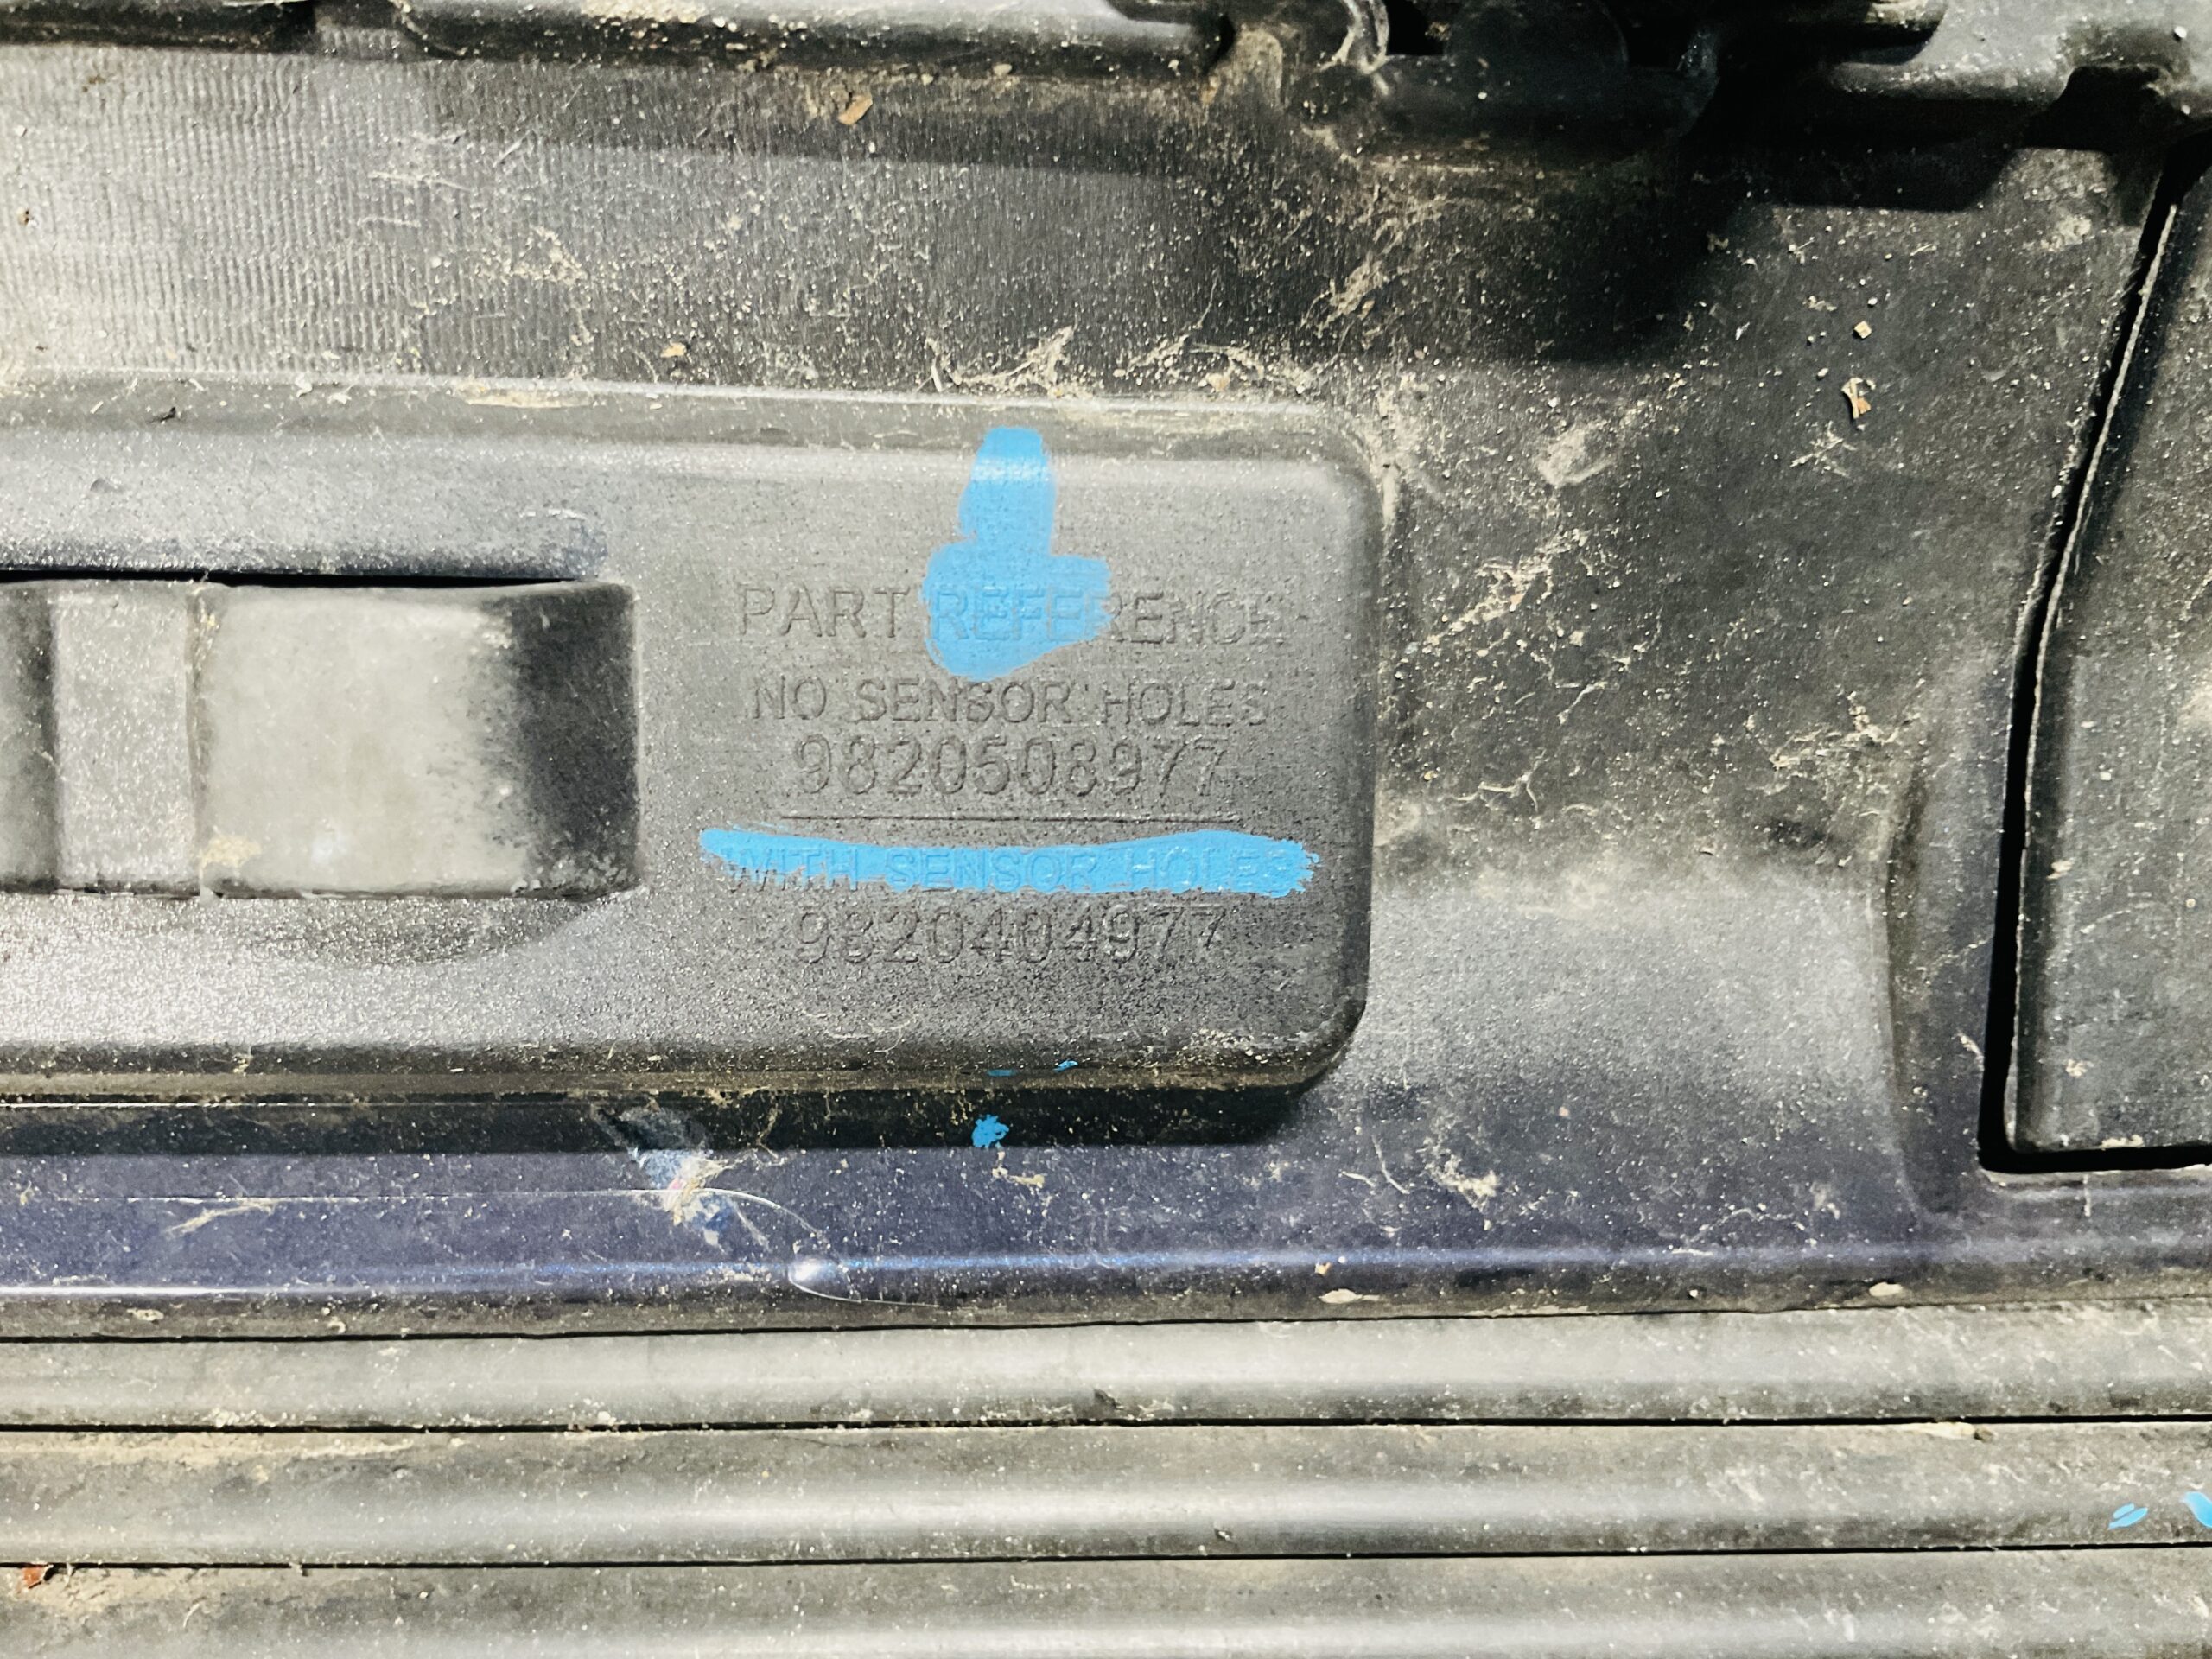 PART REFERENCE
NO SENSOR HOLES
9820508977
WITH SENSOR HOLES
9820404977